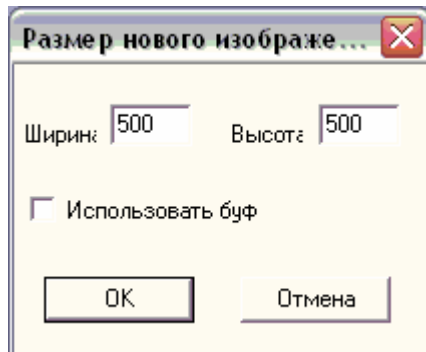 Размер нового изображе...
Ширина 500 Высота 500
Использовать буф
OK Отмена